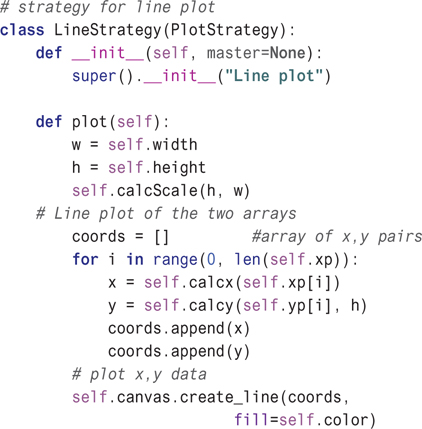 # strategy for line plot
class LineStrategy(PlotStrategy):
    def __init__(self, master=None):
        super().__init__("Line plot")

    def plot(self):
        w = self.width
        h = self.height
        self.calcScale(h, w)
    # Line plot of the two arrays
        coords = []         #array of x,y pairs
        for i in range(0, len(self.xp)):
            x = self.calcx(self.xp[i])
            y = self.calcy(self.yp[i], h)
            coords.append(x)
            coords.append(y)
        # plot x,y data
        self.canvas.create_line(coords,
                          fill=self.color)